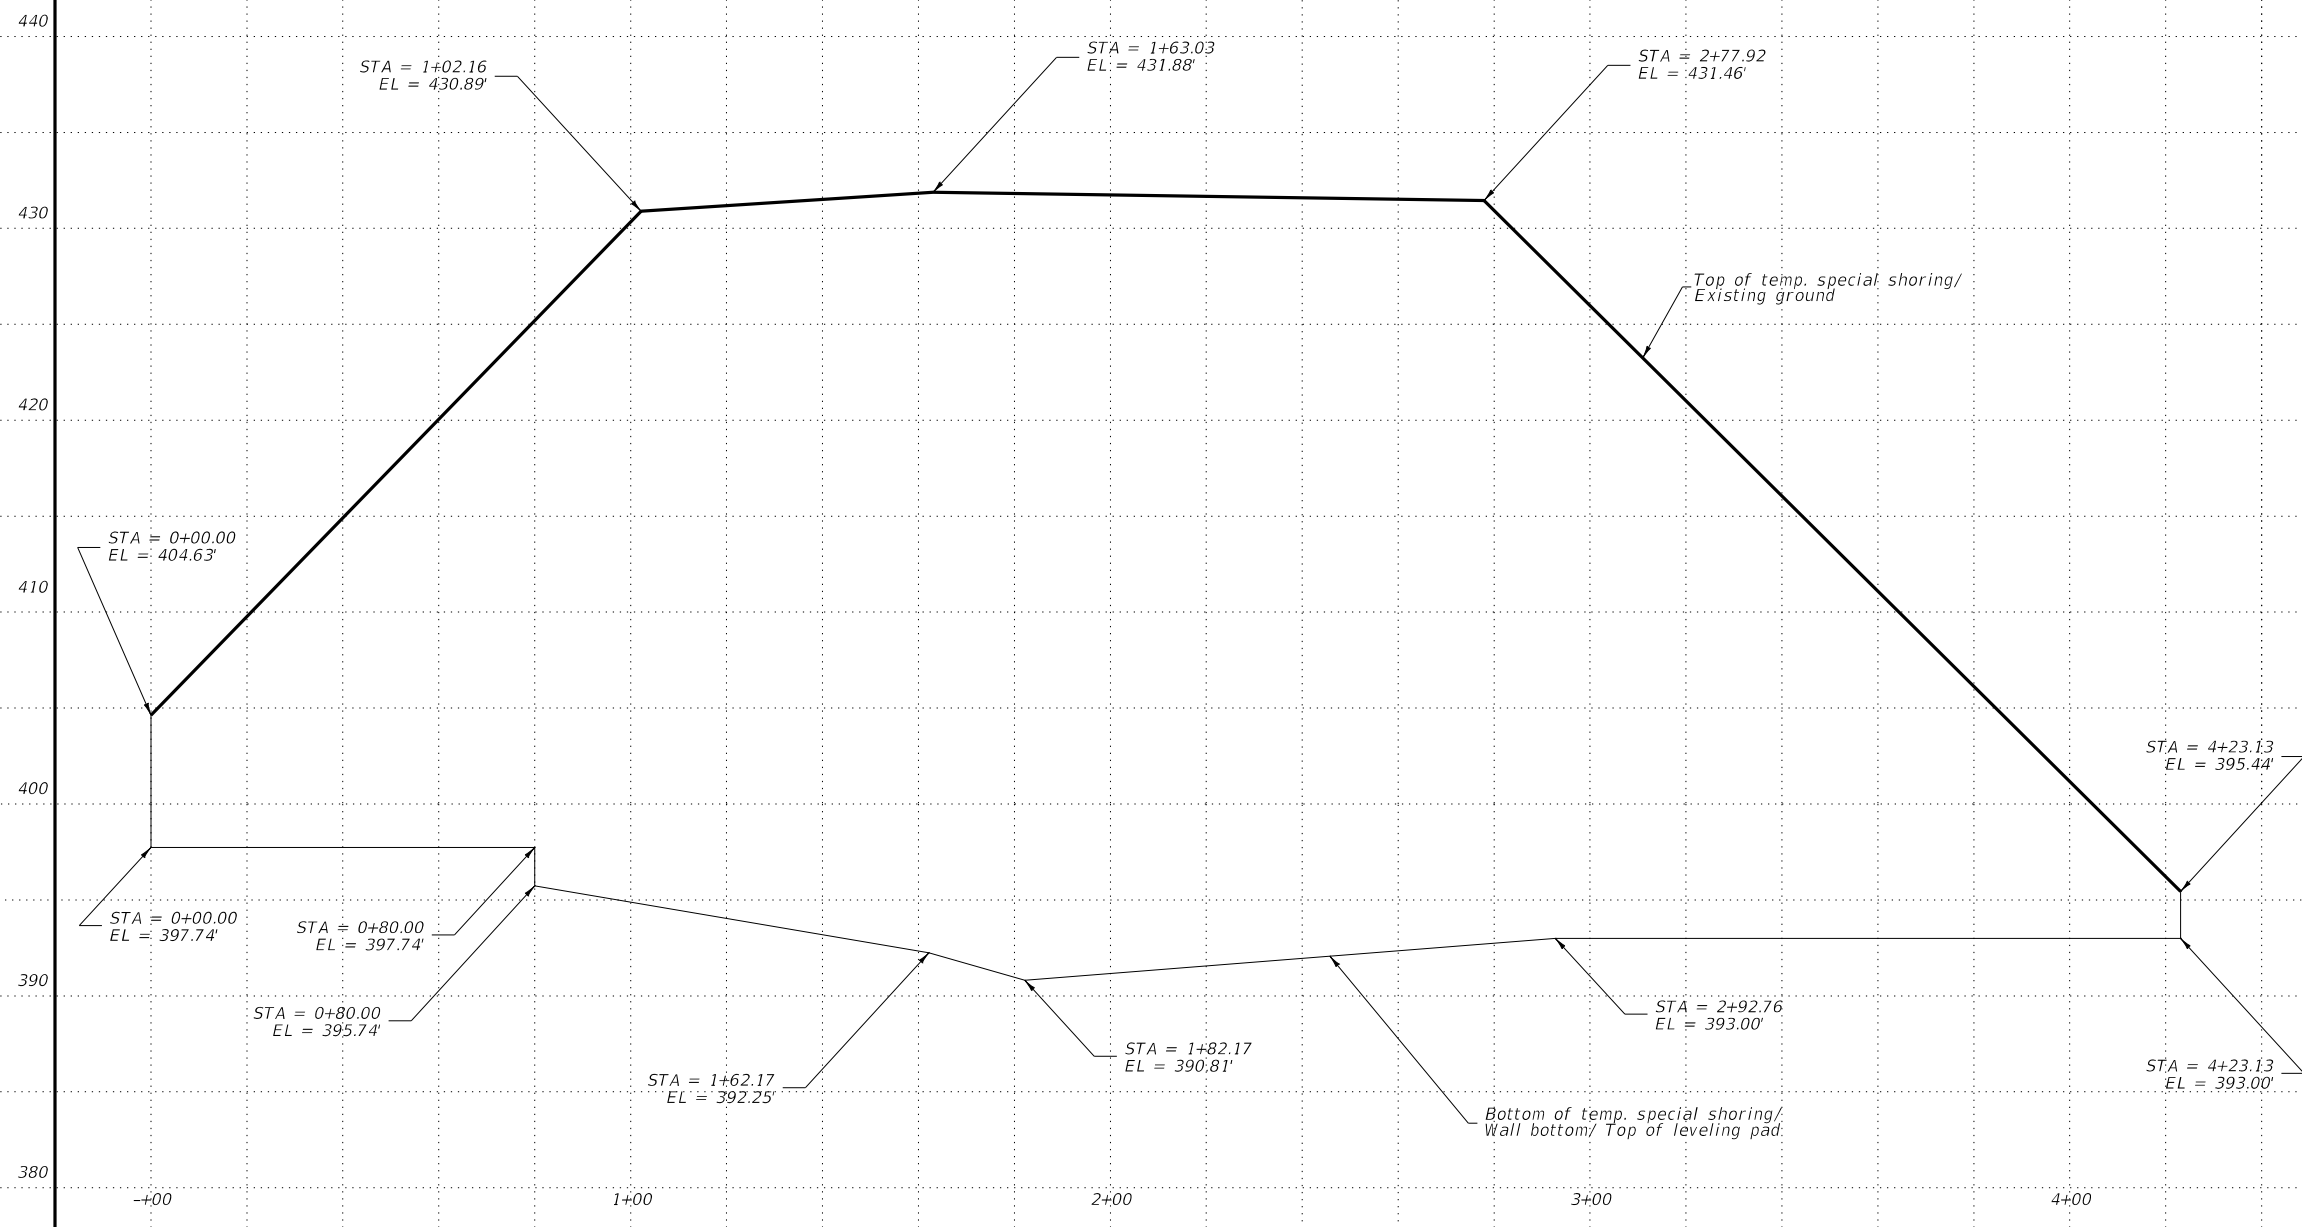 440
STA = 1+02.16
EL = 430.89'
STA = 1+63.03
EL = 431.88'
STA = 2+77.92
EL = 431.46'
430
Top of temp. special shoring/
Existing ground
420
STA = 0+00.00
EL = 404.63'
410
STA = 4+23.13
EL = 395.44'
400
STA = 0+00.00
EL = 397.74'
STA = 0+80.00
EL = 397.74'
390
STA = 0+80.00
EL = 395.74'
STA = 2+92.76
EL = 393.00'
STA = 1+82.17
EL = 390.81'
STA = 1+62.17
EL = 392.25'
STA = 4+23.13
EL = 393.00'
Bottom of temp. special shoring/
Wall bottom/ Top of leveling pad
380
-+00
1+00
2+00
3+00
4+00